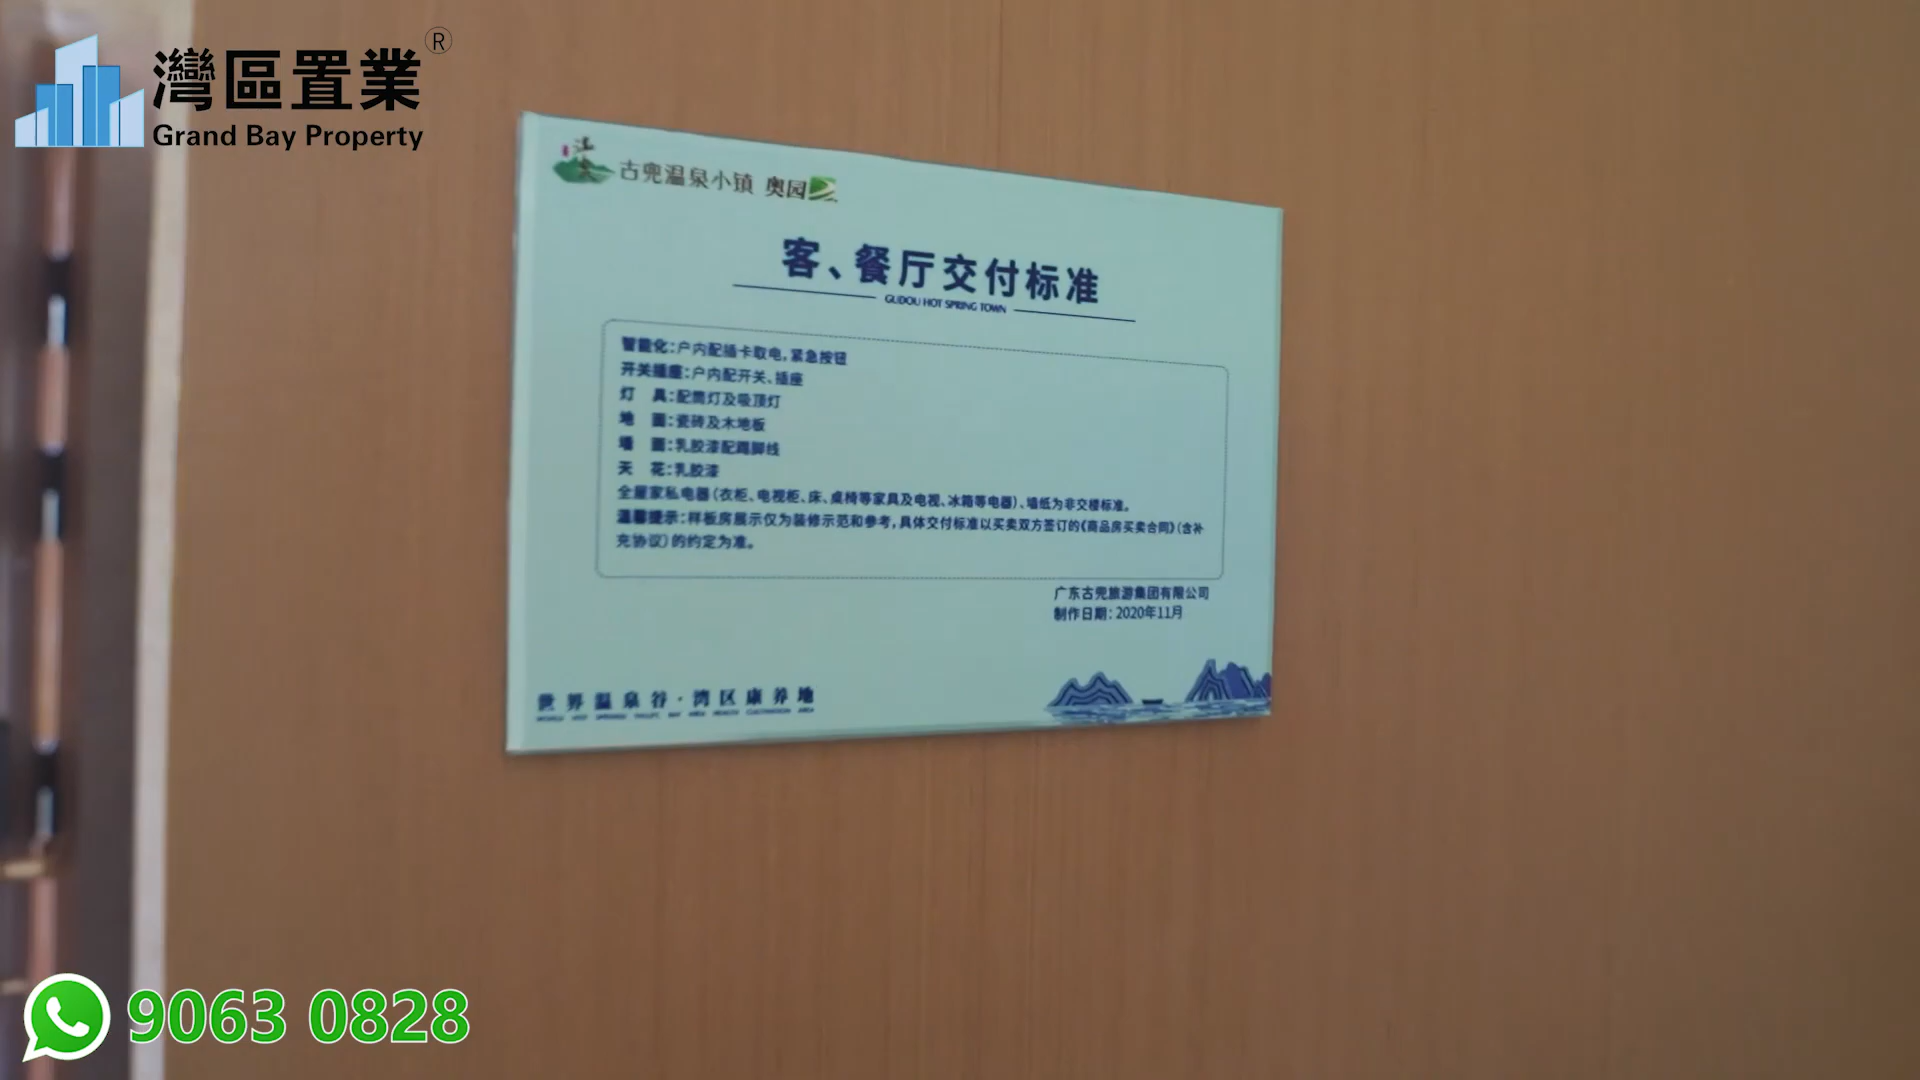 灣區置業®
Grand Bay Property
古兜温泉小镇 奥园
客、餐厅交付标准
GUDOU HOT SPRING TOWN
智能化：户内配插卡取电，紧急按钮
开关插座：户内配开关、插座
灯 具：配筒灯及吸顶灯
地 面：瓷砖及木地板
墙 面：乳胶漆配踢脚线
天 花：乳胶漆
全屋家私电器（衣柜、电视柜、床、桌椅等家具及电视、冰箱等电器）、墙纸为非交楼标准。
温馨提示：样板房展示仅为装修示范和参考，具体交付标准以买卖双方签订的《商品房买卖合同》（含补
充协议）的约定为准。
广东古兜旅游集团有限公司
制作日期：2020年11月
世界温泉谷·湾区康养地
9063 0828